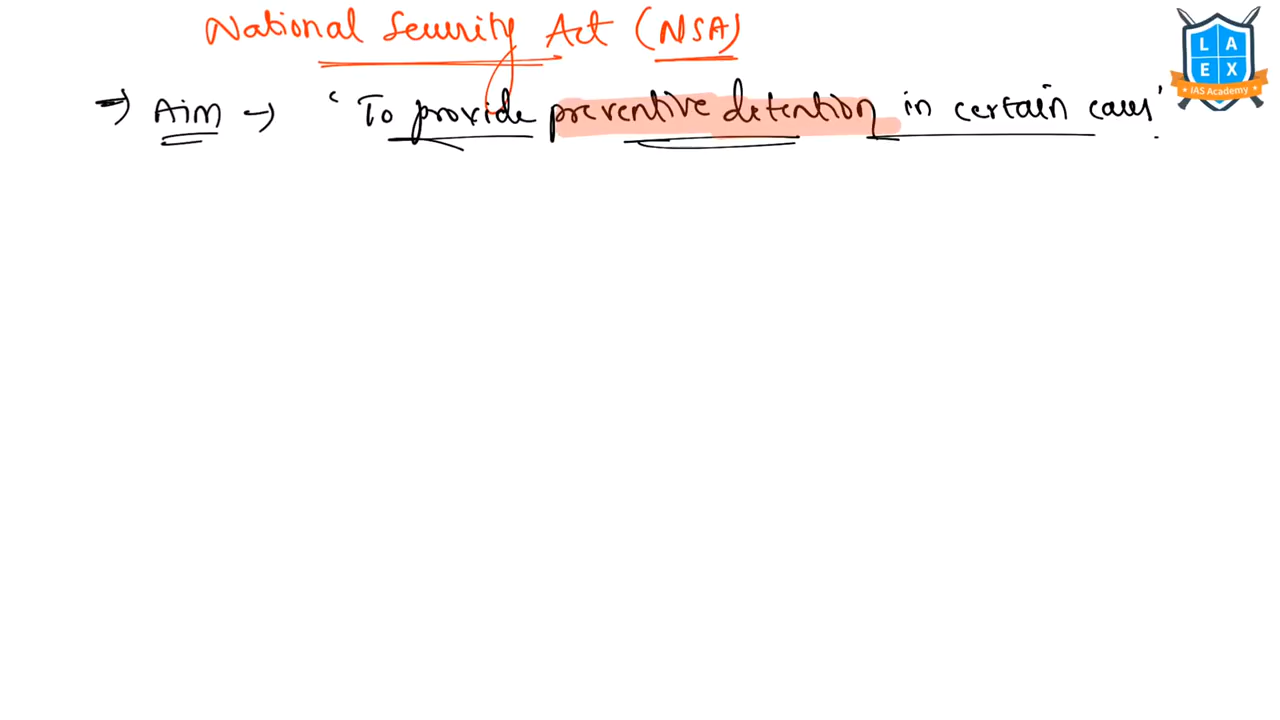 National Security Act (NSA)
→ Aim → ‘To provide preventive detention in certain cases’
L A
E X
IAS Academy